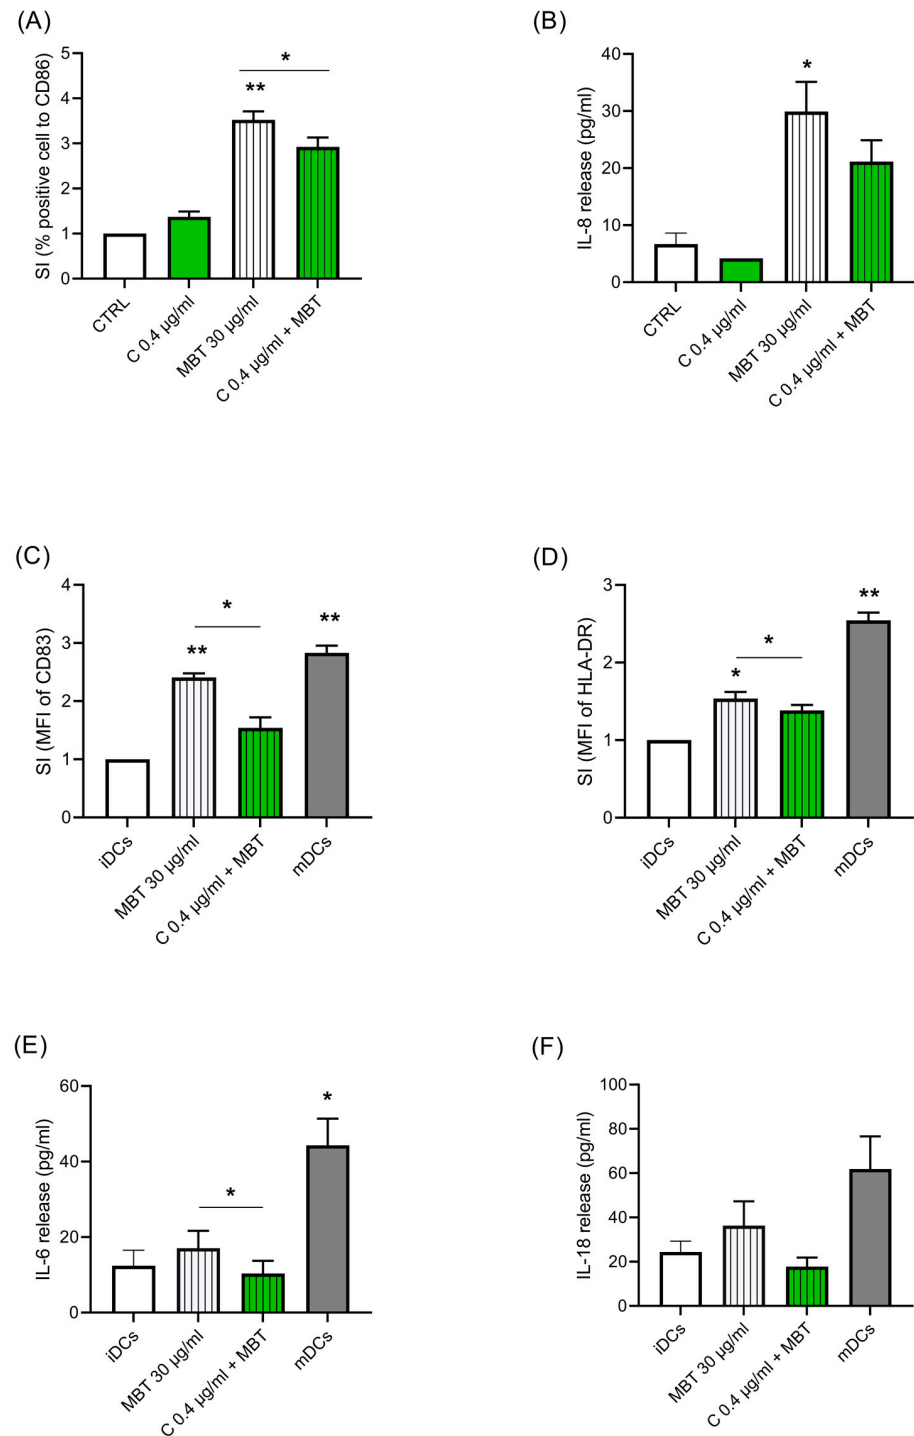 (A)
SI (% positive cell to CD86)
5
4
3
2
1
0
*
**
CTRL
C 0.4 µg/ml
MBT 30 µg/ml
C 0.4 µg/ml + MBT
(B)
IL-8 release (pg/ml)
40
30
20
10
0
*
CTRL
C 0.4 µg/ml
MBT 30 µg/ml
C 0.4 µg/ml + MBT
(C)
SI (MFI of CD83)
4
3
2
1
0
*
**
**
iDCs
MBT 30 µg/ml
C 0.4 µg/ml + MBT
mDCs
(D)
SI (MFI of HLA-DR)
3
2
1
0
**
*
*
iDCs
MBT 30 µg/ml
C 0.4 µg/ml + MBT
mDCs
(E)
IL-6 release (pg/ml)
60
40
20
0
*
*
iDCs
MBT 30 µg/ml
C 0.4 µg/ml + MBT
mDCs
(F)
IL-18 release (pg/ml)
100
80
60
40
20
0
iDCs
MBT 30 µg/ml
C 0.4 µg/ml + MBT
mDCs